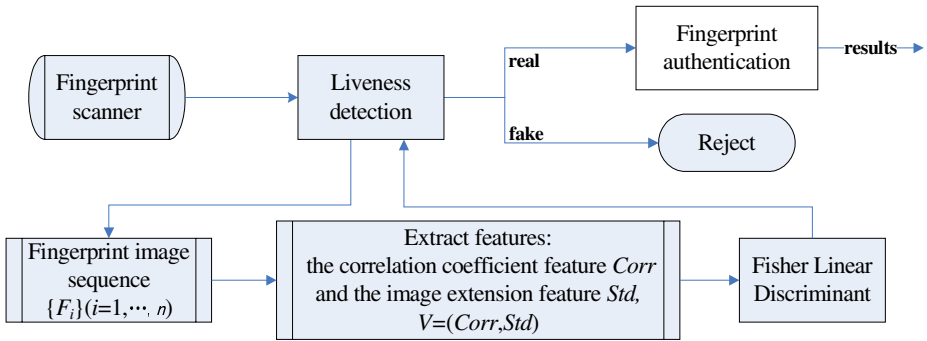 Fingerprint
scanner
Liveness
detection
real
fake
Fingerprint
authentication
results
Reject
Fingerprint image
sequence
{Fi}(i=1,⋯, n)
Extract features:
the correlation coefficient feature Corr
and the image extension feature Std,
V=(Corr,Std)
Fisher Linear
Discriminant